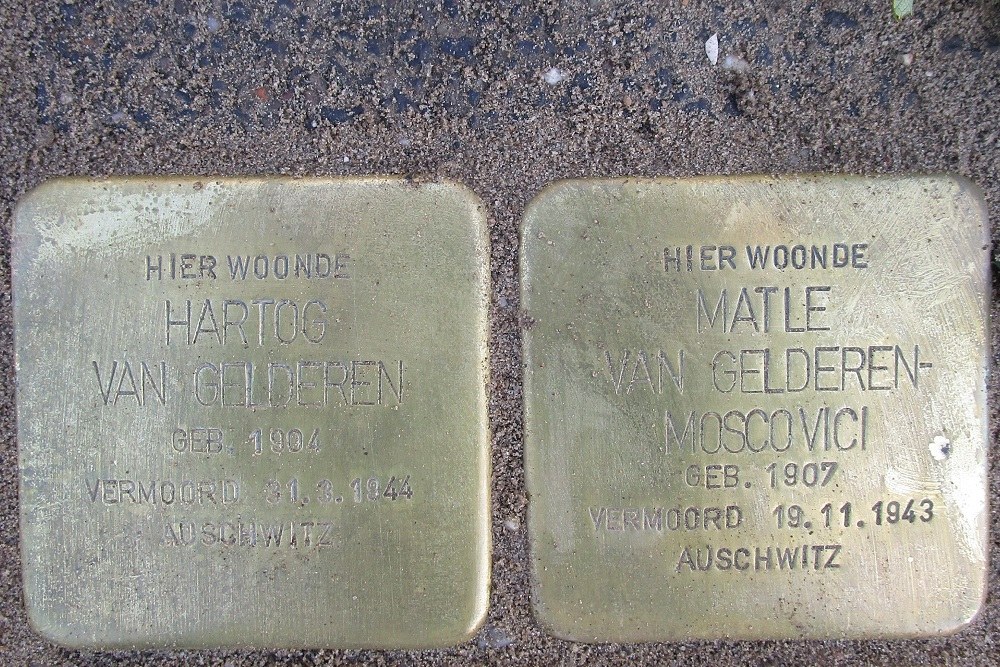 HIER WOONDE
HARTOG
VAN GELDEREN
GEB. 1904
VERMOORD 31.3.1944
AUSCHWITZ
HIER WOONDE
MATLE
VAN GELDEREN-
MOSCOVICI
GEB. 1907
VERMOORD 19.11.1943
AUSCHWITZ